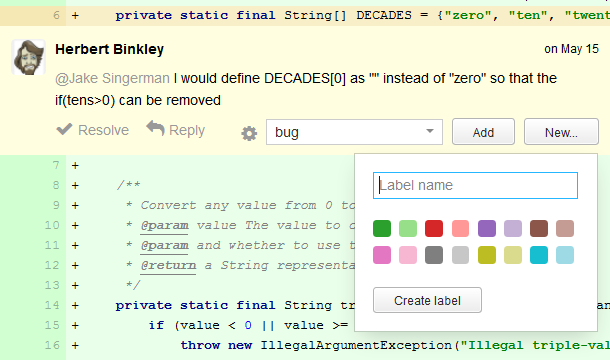 6 + private static final String[] DECADES = {"zero", "ten", "twent
Herbert Binkley on May 15
@Jake Singerman I would define DECADES[0] as "" instead of "zero" so that the
if(tens>0) can be removed
Resolve Reply bug Add New...
Label name
7 +
8 + /**
9 + * Convert any value from 0 to
10 + * @param value The value to c
11 + * @param and whether to use t
12 + * @return a String representa
13 + */
14 + private static final String tr an
15 + if (value < 0 || value >=
16 + throw new IllegalArgumentException("Illegal triple-val
Create label